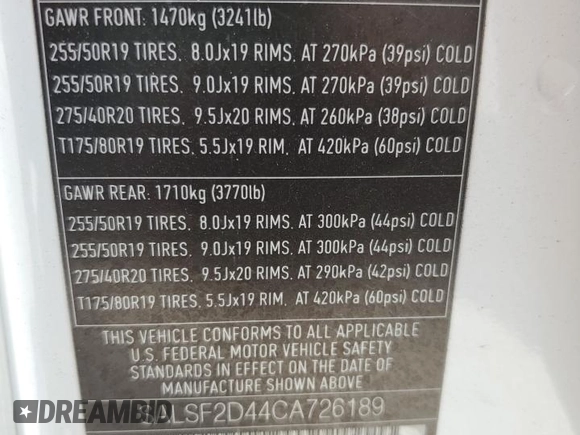 GAWR FRONT: 1470kg (3241lb)
255/50R19 TIRES. 8.0Jx19 RIMS. AT 270kPa (39psi) COLD
255/50R19 TIRES. 9.0Jx19 RIMS. AT 270kPa (39psi) COLD
275/40R20 TIRES. 9.5Jx20 RIMS. AT 260kPa (38psi) COLD
T175/80R19 TIRES. 5.5Jx19 RIM. AT 420kPa (60psi) COLD
GAWR REAR: 1710kg (3770lb)
255/50R19 TIRES. 8.0Jx19 RIMS. AT 300kPa (44psi) COLD
255/50R19 TIRES. 9.0Jx19 RIMS. AT 300kPa (44psi) COLD
275/40R20 TIRES. 9.5Jx20 RIMS. AT 290kPa (42psi) COLD
T175/80R19 TIRES. 5.5Jx19 RIM. AT 420kPa (60psi) COLD
THIS VEHICLE CONFORMS TO ALL APPLICABLE
U.S. FEDERAL MOTOR VEHICLE SAFETY
STANDARDS IN EFFECT ON THE DATE OF
MANUFACTURE SHOWN ABOVE
SALSF2D44CA726189
DREAMBID